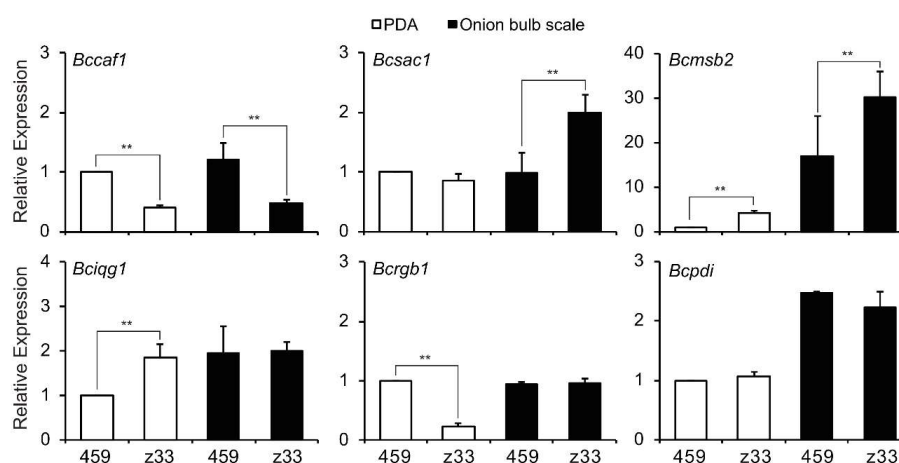 PDA Onion bulb scale
Bccaf1 Bcsac1 Bcmsb2
Relative Expression
3 3 40
** ** **
2 2 30
** 20
1 1 **
10
0 0 0
Bciqg1 Bcrgb1 Bcpdi
Relative Expression
4 3 3
3
2 2
** 2 **
1 1
1
0 0 0
459 z33 459 z33 459 z33 459 z33 459 z33 459 z33